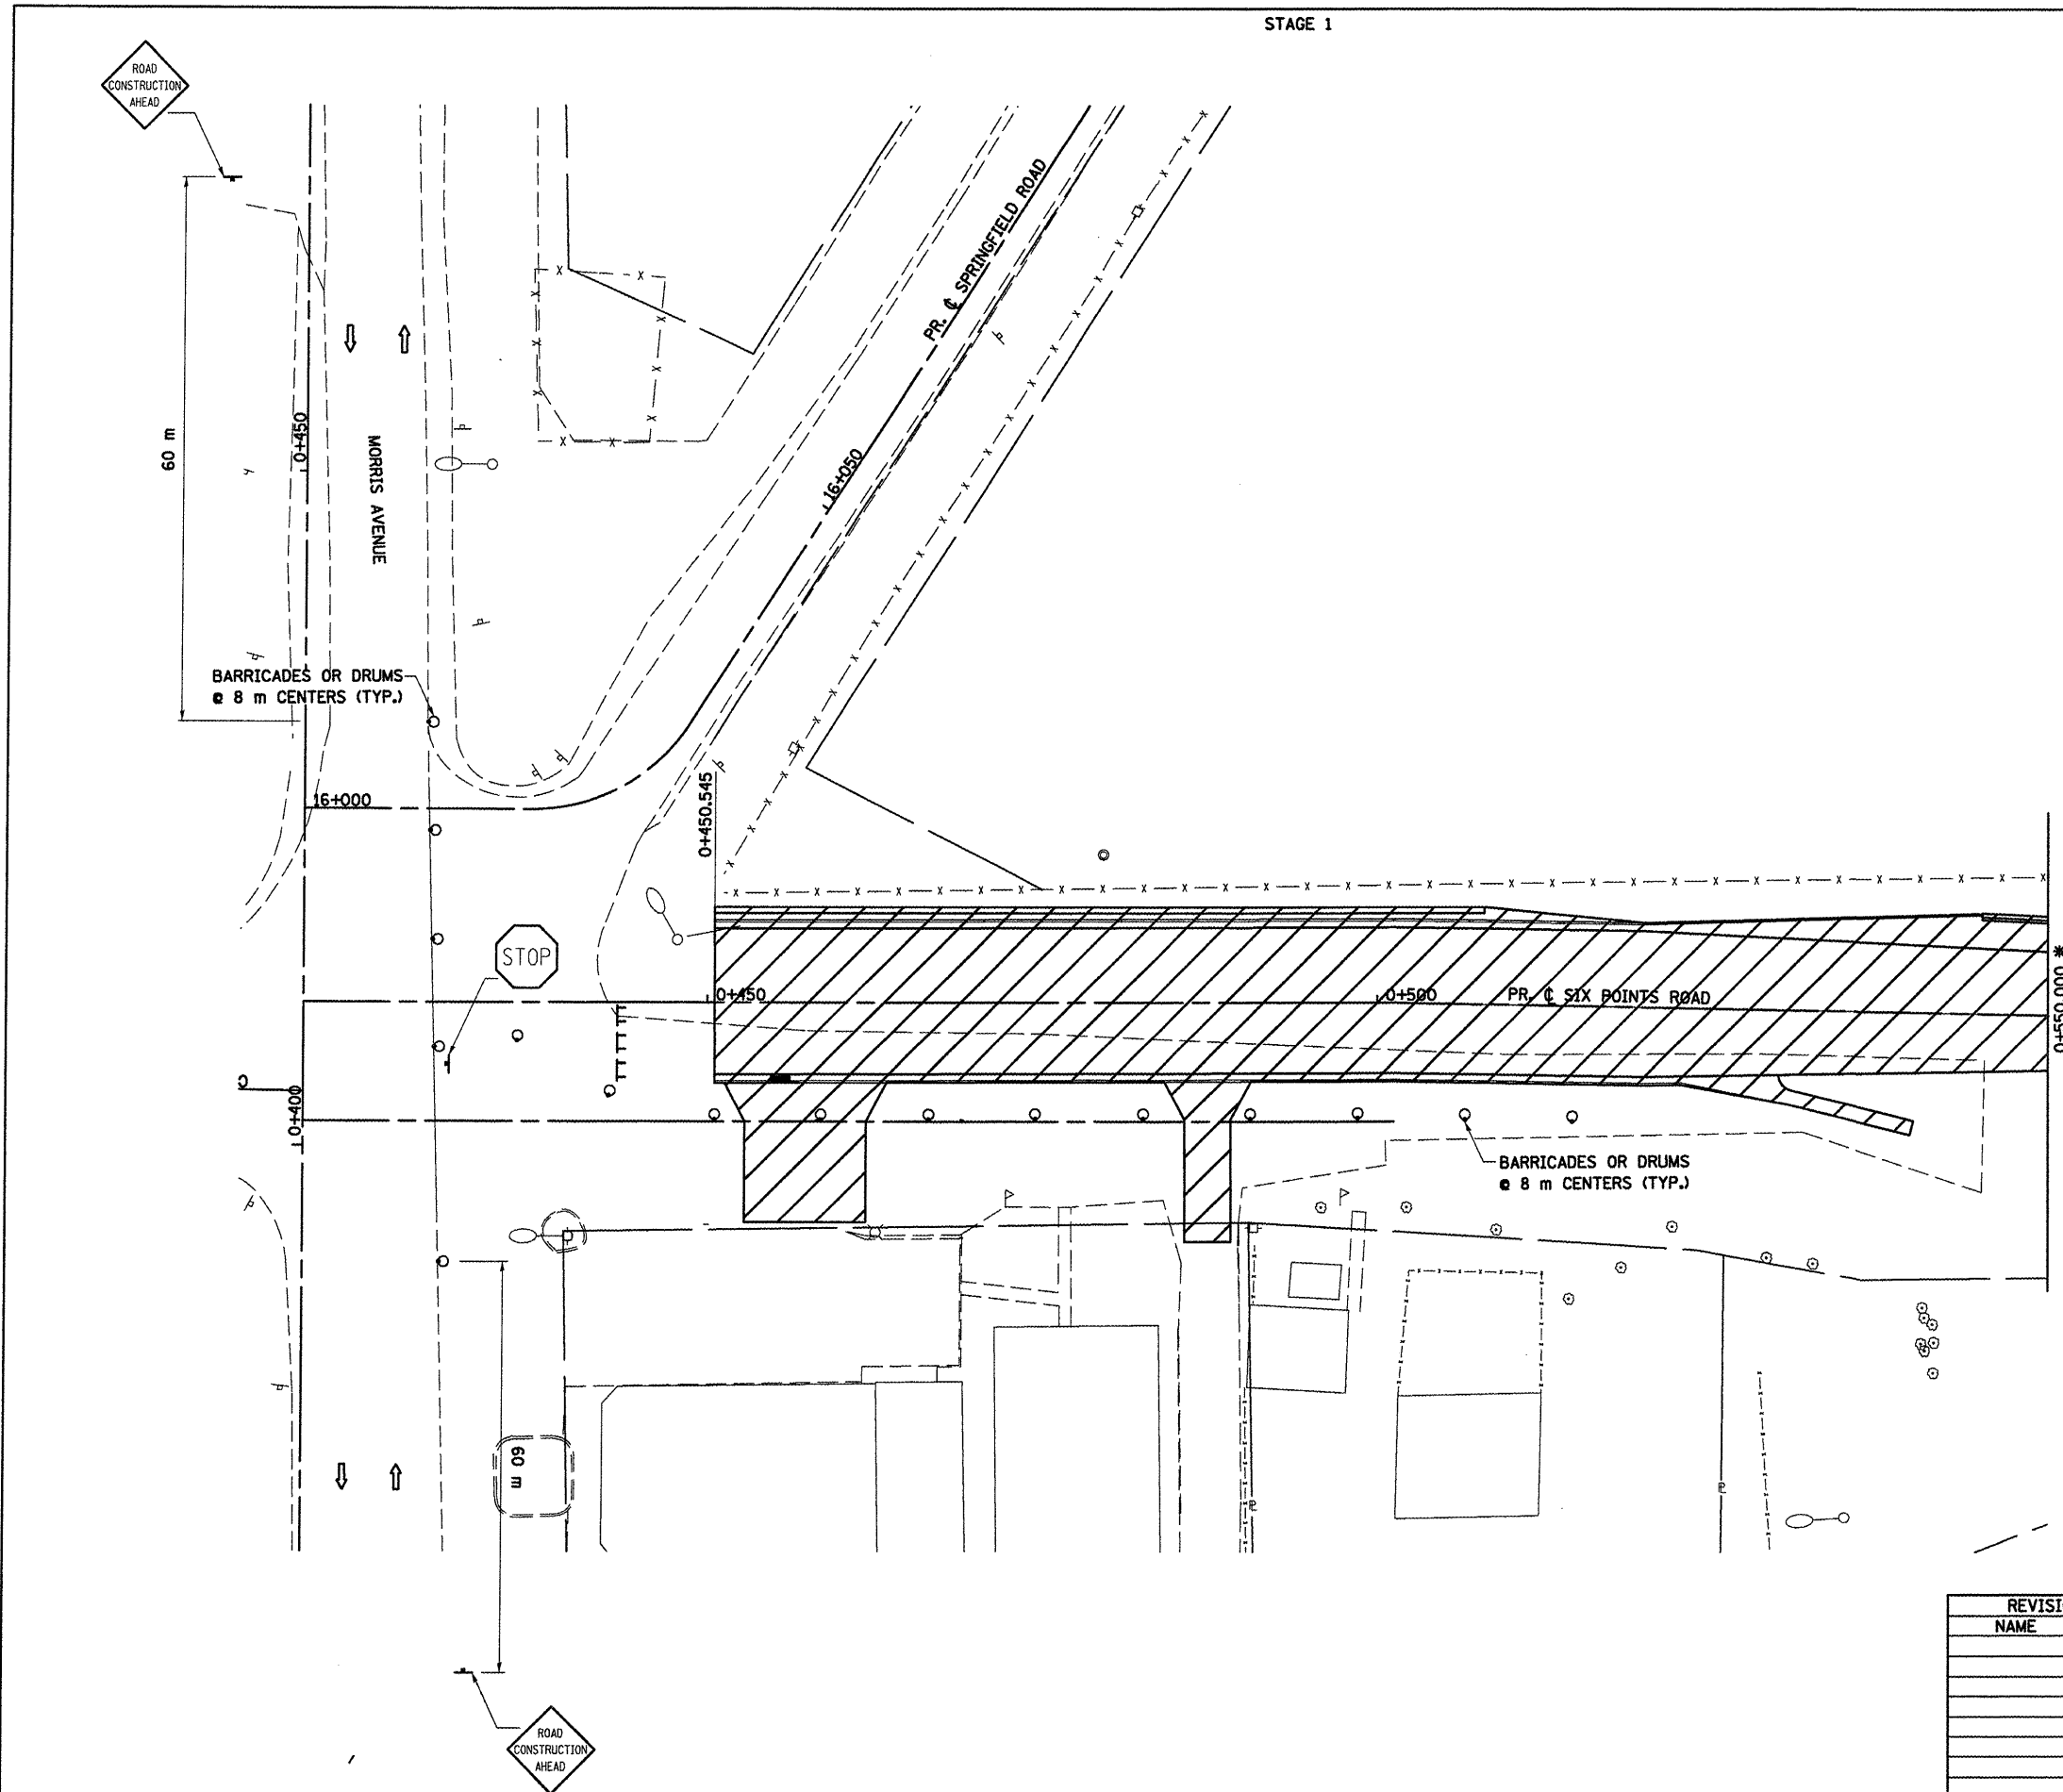 STAGE 1
ROAD
CONSTRUCTION
AHEAD
PR. ℄ SPRINGFIELD ROAD
60 m
0+450
MORRIS AVENUE
16+050
BARRICADES OR DRUMS
@ 8 m CENTERS (TYP.)
16+000
0+450.545
STOP
0+450
0+500
PR. ℄ SIX POINTS ROAD
0+550.000 *
0+400
BARRICADES OR DRUMS
@ 8 m CENTERS (TYP.)
60 m
REVISI
NAME
ROAD
CONSTRUCTION
AHEAD